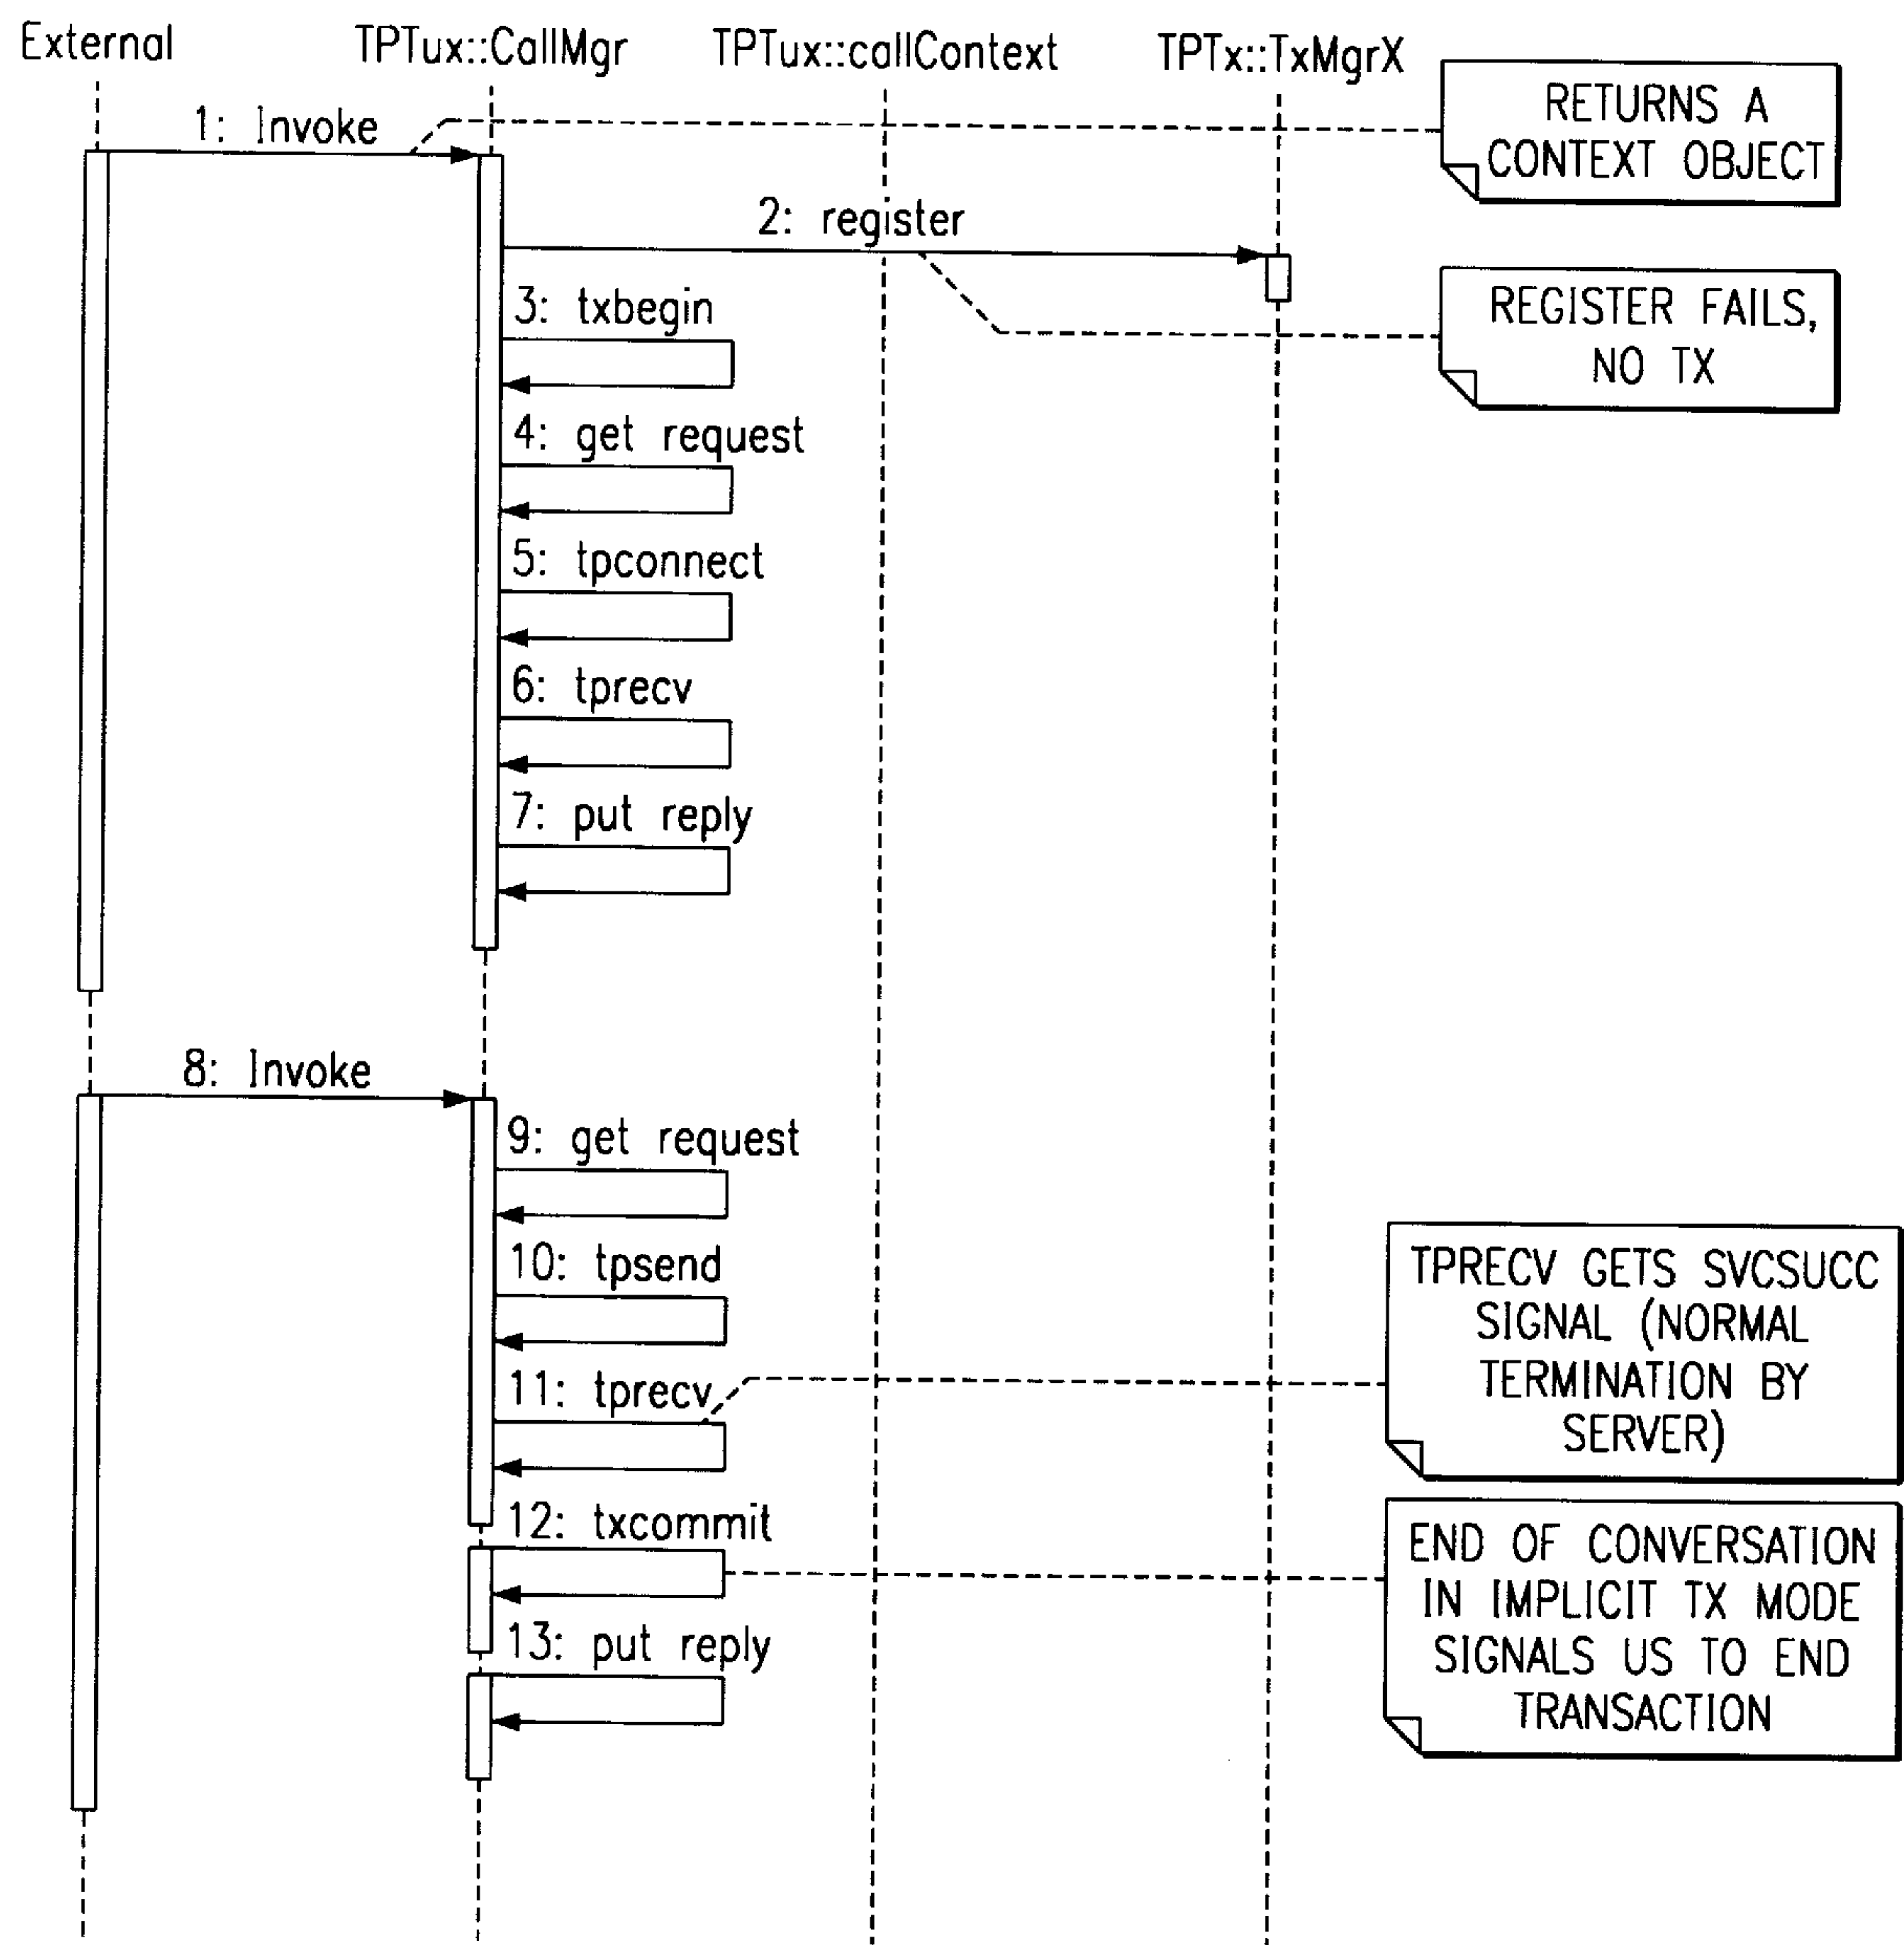 External
TPTux::CallMgr
TPTux::callContext
TPTx::TxMgrX
1: Invoke
RETURNS A
CONTEXT OBJECT
2: register
REGISTER FAILS,
NO TX
3: txbegin
4: get request
5: tpconnect
6: tprecv
7: put reply
8: Invoke
9: get request
10: tpsend
TPRECV GETS SVCSUCC
SIGNAL (NORMAL
TERMINATION BY
SERVER)
11: tprecv
12: txcommit
END OF CONVERSATION
IN IMPLICIT TX MODE
SIGNALS US TO END
TRANSACTION
13: put reply